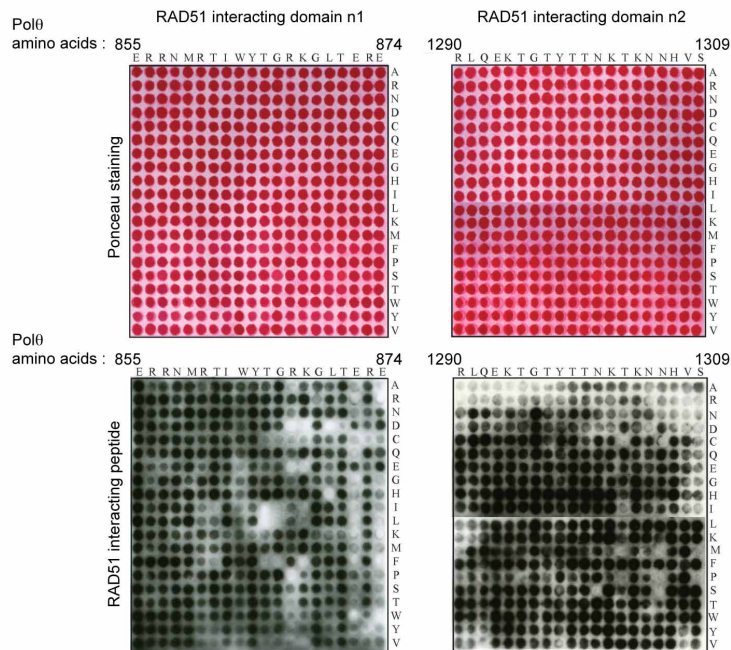 RAD51 interacting domain n1
RAD51 interacting domain n2
Polθ
amino acids :
855
874
1290
1309
E R R N M R T I W Y T G R K G L T E R E
R L Q E K T G T Y T T N K T K N N H V S
Ponceau staining
A
R
N
D
C
Q
E
G
H
I
L
K
M
F
P
S
T
W
Y
V
A
R
N
D
C
Q
E
G
H
I
L
K
M
F
P
S
T
W
Y
V
Polθ
amino acids :
855
874
1290
1309
E R R N M R T I W Y T G R K G L T E R E
R L Q E K T G T Y T T N K T K N N H V S
RAD51 interacting peptide
A
R
N
D
C
Q
E
G
H
I
L
K
M
F
P
S
T
W
Y
V
A
R
N
D
C
Q
E
G
H
I
L
K
M
F
P
S
T
W
Y
V